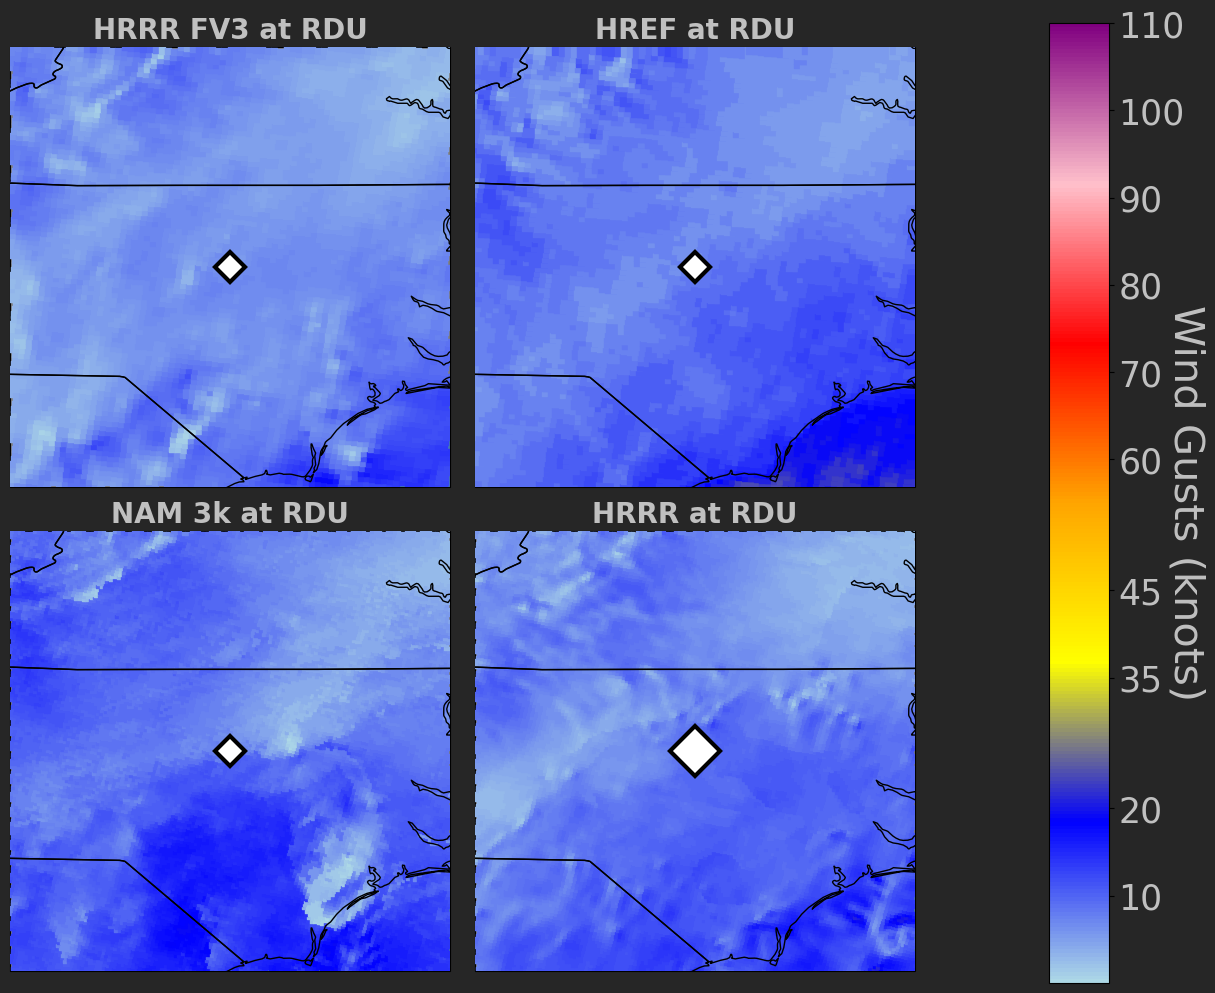 HRRR FV3 at RDU
HREF at RDU
NAM 3k at RDU
HRRR at RDU
110
100
90
80
70
60
45
35
20
10
Wind Gusts (knots)